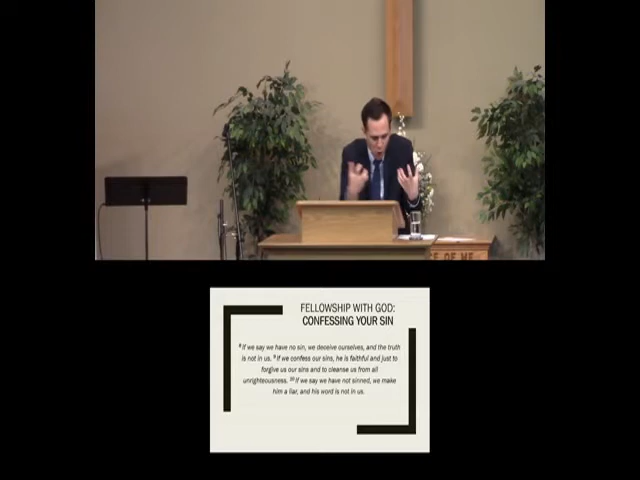 CE OF ME
FELLOWSHIP WITH GOD:
CONFESSING YOUR SIN
8 If we say we have no sin, we deceive ourselves, and the truth
is not in us. 9 If we confess our sins, he is faithful and just to
forgive us our sins and to cleanse us from all
unrighteousness. 10 If we say we have not sinned, we make
him a liar, and his word is not in us.